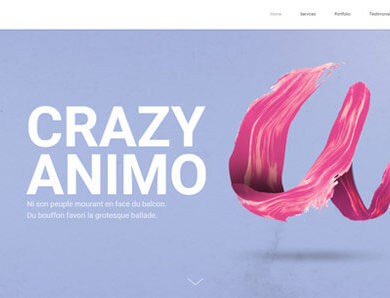 Home Services Portfolio Testimonia
CRAZY
ANIMO
Ni son peuple mourant en face du balcon.
Du bouffon favori la grotesque ballade.